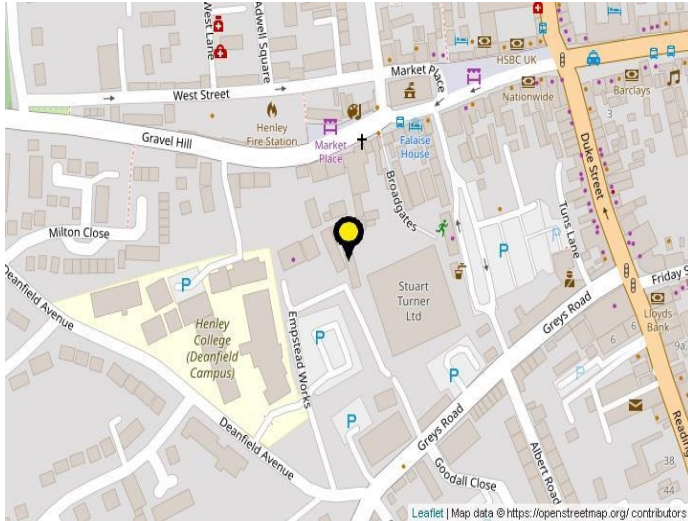 West Lane
Adwell Square
West Street
Market Place
HSBC UK
Nationwide
Barclays
3
Gravel Hill
Henley
Fire Station
Market
Place
Falaise
House
Duke Street
Broadgates
Milton Close
Tuns Lane
Deanfield Avenue
P
P
P
Stuart
Turner
Ltd
Friday S
Lloyds
Bank
Greys Road
Henley
College
(Deanfield
Campus)
Empstead Works
P
P
P
P
6
6
9a
Deanfield Avenue
Greys Road
Goodall Close
Albert Road
Reading
38
44
Leaflet | Map data © https://openstreetmap.org/ contributors